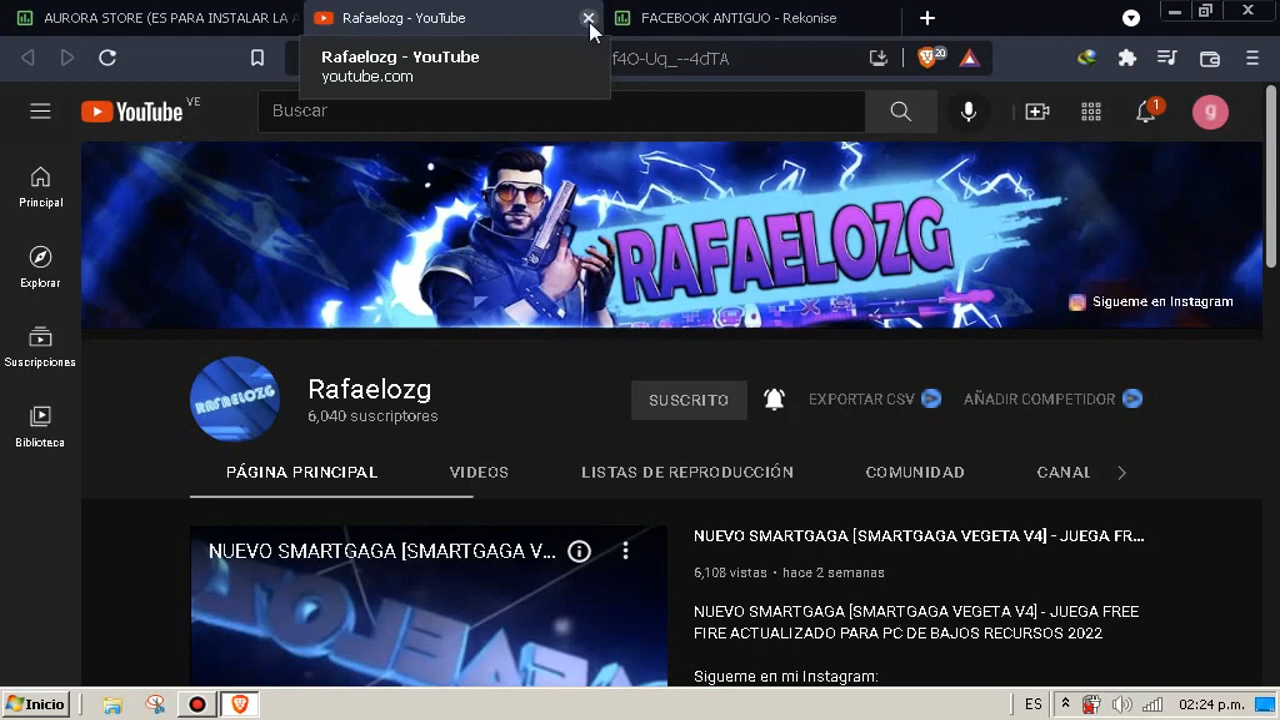 AURORA STORE (ES PARA INSTALAR LA A
Rafaelozg - YouTube
FACEBOOK ANTIGUO - Rekonise
Rafaelozg - YouTube
youtube.com
f4O-Uq_--4dTA
20
YouTube VE
Buscar
1
g
Principal
Explorar
Suscripciones
Biblioteca
RAFAELOZG
Sigueme en Instagram
RAFAELOZG
Rafaelozg
6,040 suscriptores
SUSCRITO
EXPORTAR CSV
AÑADIR COMPETIDOR
PÁGINA PRINCIPAL
VIDEOS
LISTAS DE REPRODUCCIÓN
COMUNIDAD
CANAL
NUEVO SMARTGAGA [SMARTGAGA V...
NUEVO SMARTGAGA [SMARTGAGA VEGETA V4] - JUEGA FR...
6,108 vistas • hace 2 semanas
NUEVO SMARTGAGA [SMARTGAGA VEGETA V4] - JUEGA FREE
FIRE ACTUALIZADO PARA PC DE BAJOS RECURSOS 2022
Sigueme en mi Instagram:
Inicio
ES
02:24 p.m.